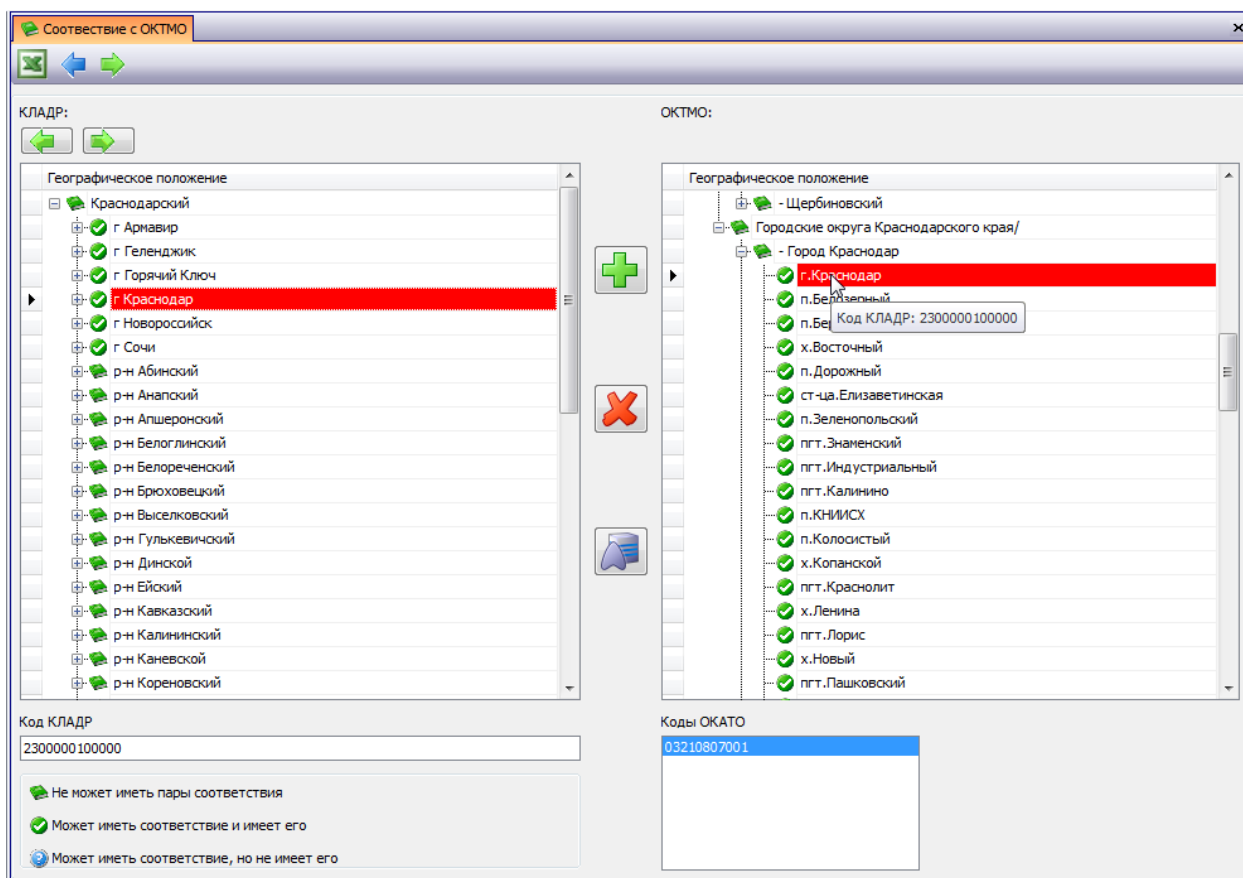 Соотвествие с ОКТМО
КЛАДР:
Географическое положение
Краснодарский
г Армавир
г Геленджик
г Горячий Ключ
г Краснодар
г Новороссийск
г Сочи
р-н Абинский
р-н Анапский
р-н Апшеронский
р-н Белоглинский
р-н Белореченский
р-н Брюховецкий
р-н Выселковский
р-н Гулькевичский
р-н Динской
р-н Ейский
р-н Кавказский
р-н Калининский
р-н Каневской
р-н Кореновский
Код КЛАДР
2300000100000
Не может иметь пары соответствия
Может иметь соответствие и имеет его
Может иметь соответствие, но не имеет его
ОКТМО:
Географическое положение
- Щербиновский
Городские округа Краснодарского края/
- Город Краснодар
г.Краснодар
п.Белозерный
п.Бе
Код КЛАДР: 2300000100000
х.Восточный
п.Дорожный
ст-ца.Елизаветинская
п.Зеленопольский
пгт.Знаменский
пгт.Индустриальный
пгт.Калинино
п.КНИИСХ
п.Колосистый
х.Копанской
пгт.Краснолит
х.Ленина
пгт.Лорис
х.Новый
пгт.Пашковский
Коды ОКАТО
03210807001